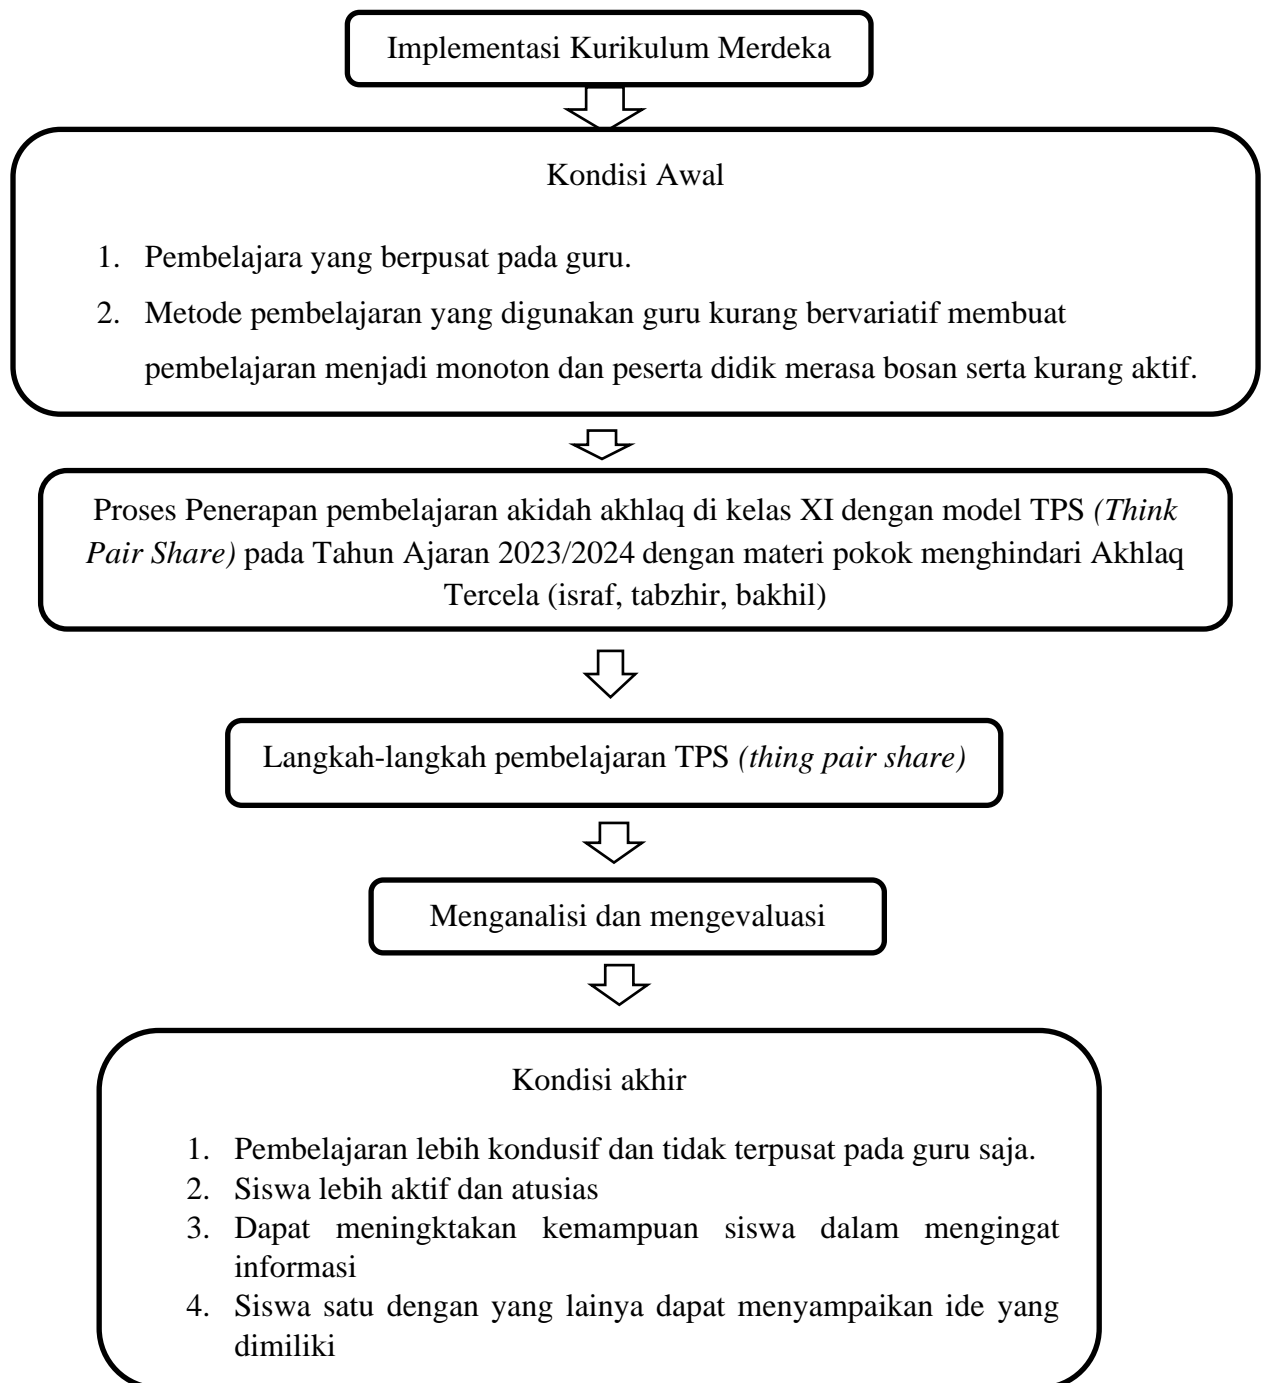 Implementasi Kurikulum Merdeka
Kondisi Awal
1. Pembelajara yang berpusat pada guru.
2. Metode pembelajaran yang digunakan guru kurang bervariatif membuat
pembelajaran menjadi monoton dan peserta didik merasa bosan serta kurang aktif.
Proses Penerapan pembelajaran akidah akhlaq di kelas XI dengan model TPS (Think
Pair Share) pada Tahun Ajaran 2023/2024 dengan materi pokok menghindari Akhlaq
Tercela (israf, tabzhir, bakhil)
Langkah-langkah pembelajaran TPS (thing pair share)
Menganalisi dan mengevaluasi
Kondisi akhir
1. Pembelajaran lebih kondusif dan tidak terpusat pada guru saja.
2. Siswa lebih aktif dan atusias
3. Dapat meningktakan kemampuan siswa dalam mengingat
informasi
4. Siswa satu dengan yang lainya dapat menyampaikan ide yang
dimiliki